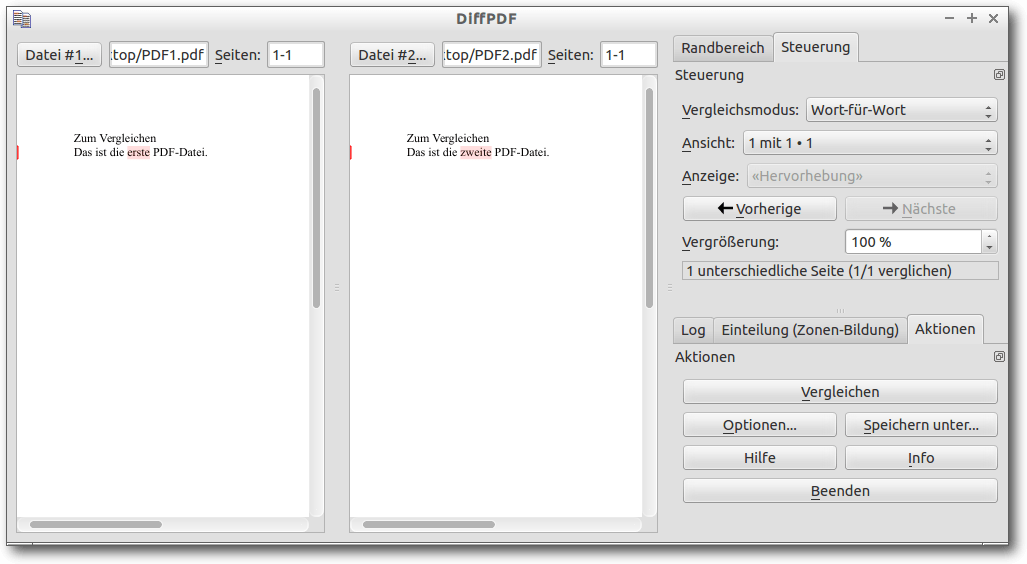 DiffPDF
Datei #1... :top/PDF1.pdf Seiten: 1-1
Datei #2... :top/PDF2.pdf Seiten: 1-1
Zum Vergleichen
Das ist die erste PDF-Datei.
Zum Vergleichen
Das ist die zweite PDF-Datei.
Randbereich Steuerung
Steuerung
Vergleichsmodus: Wort-für-Wort
Ansicht: 1 mit 1 • 1
Anzeige: «Hervorhebung»
Vorherige Nächste
Vergrößerung: 100 %
1 unterschiedliche Seite (1/1 verglichen)
Log Einteilung (Zonen-Bildung) Aktionen
Aktionen
Vergleichen
Optionen... Speichern unter...
Hilfe Info
Beenden